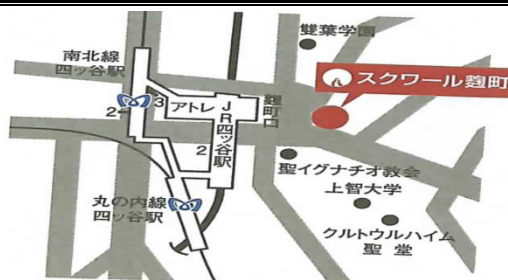 雙葉学園
南北線
四ッ谷駅
スクワール麹町
3
アトレ
2
JR四ッ谷駅
麹町口
2
聖イグナチオ教会
上智大学
丸の内線
四ッ谷駅
クルトゥルハイム
聖堂